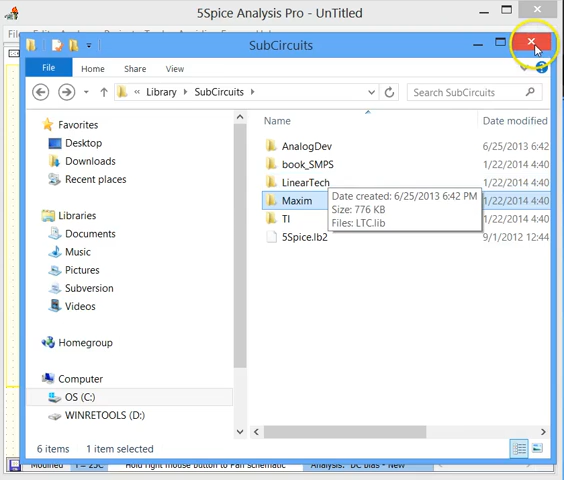 5Spice Analysis Pro - UnTitled
SubCircuits
File Home Share View
Library SubCircuits Search SubCircuits
Name Date modified
Favorites
Desktop
Downloads
Recent places
Libraries
Documents
Music
Pictures
Subversion
Videos
Homegroup
Computer
OS (C:)
WINRETOOLS (D:)
AnalogDev 6/25/2013 6:42
book_SMPS 1/22/2014 4:40
LinearTech 1/22/2014 4:40
Maxim 1/22/2014 4:40
TI 1/22/2014 4:40
5Spice.lb2 9/1/2012 12:44
Date created: 6/25/2013 6:42 PM
Size: 776 KB
Files: LTC.lib
6 items 1 item selected
Modified T = 25C Hold right mouse button to Pan schematic Analysis: DC bias - New